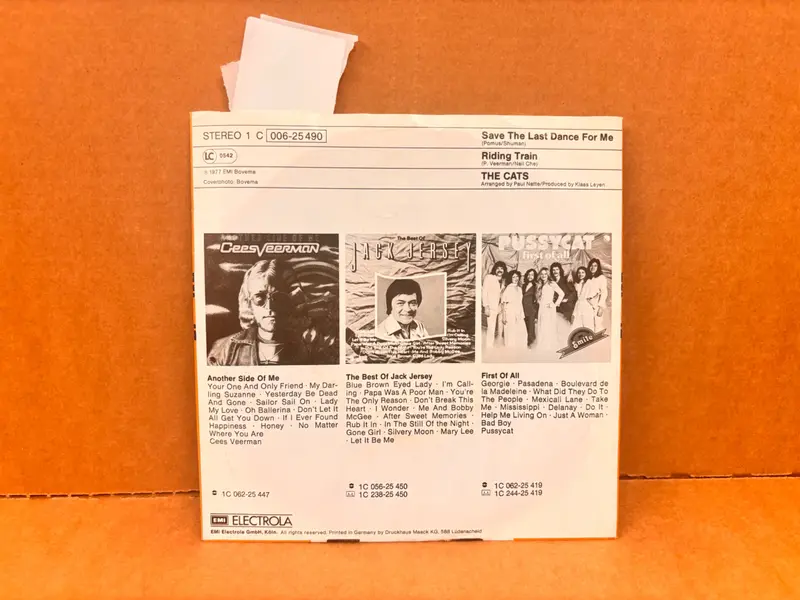 STEREO 1 C 006-25 490
LC 0542
℗ 1977 EMI Bovema
Coverphoto: Bovema
Save The Last Dance For Me
(Pomus/Shuman)
Riding Train
THE CATS
Arranged by Paul Natte/Produced by Klaas Leyen
Cees Veerman
The Best Of
JACK JERSEY
PUSSYCAT
first of all
Smile
Another Side Of Me
Your One And Only Friend · My Dar-
ling Suzanne · Yesterday Be Dead
And Gone · Sailor Sail On · Lady
My Love · Oh Ballerina · Don't Let It
All Get You Down · If I Ever Found
Happiness · Honey · No Matter
Where You Are
Cees Veerman
1C 062-25 447
The Best Of Jack Jersey
Blue Brown Eyed Lady · I'm Call-
ing · Papa Was A Poor Man · You're
The Only Reason · Don't Break This
Heart · I Wonder · Me And Bobby
McGee · After Sweet Memories ·
Rub It In · In The Still Of the Night ·
Gone Girl · Silvery Moon · Mary Lee
· Let It Be Me
1C 056-25 450
1C 238-25 450
First Of All
Georgie · Pasadena · Boulevard de
la Madeleine · What Did They Do To
The People · Mexicali Lane · Take
Me · Mississippi · Delanay · Do It ·
Help Me Living On · Just A Woman ·
Bad Boy
Pussycat
1C 062-25 419
1C 244-25 419
EMI ELECTROLA
EMI Electrola GmbH, Köln. All rights reserved. Printed in Germany by Druckhaus Maack KG, 588 Lüdenscheid